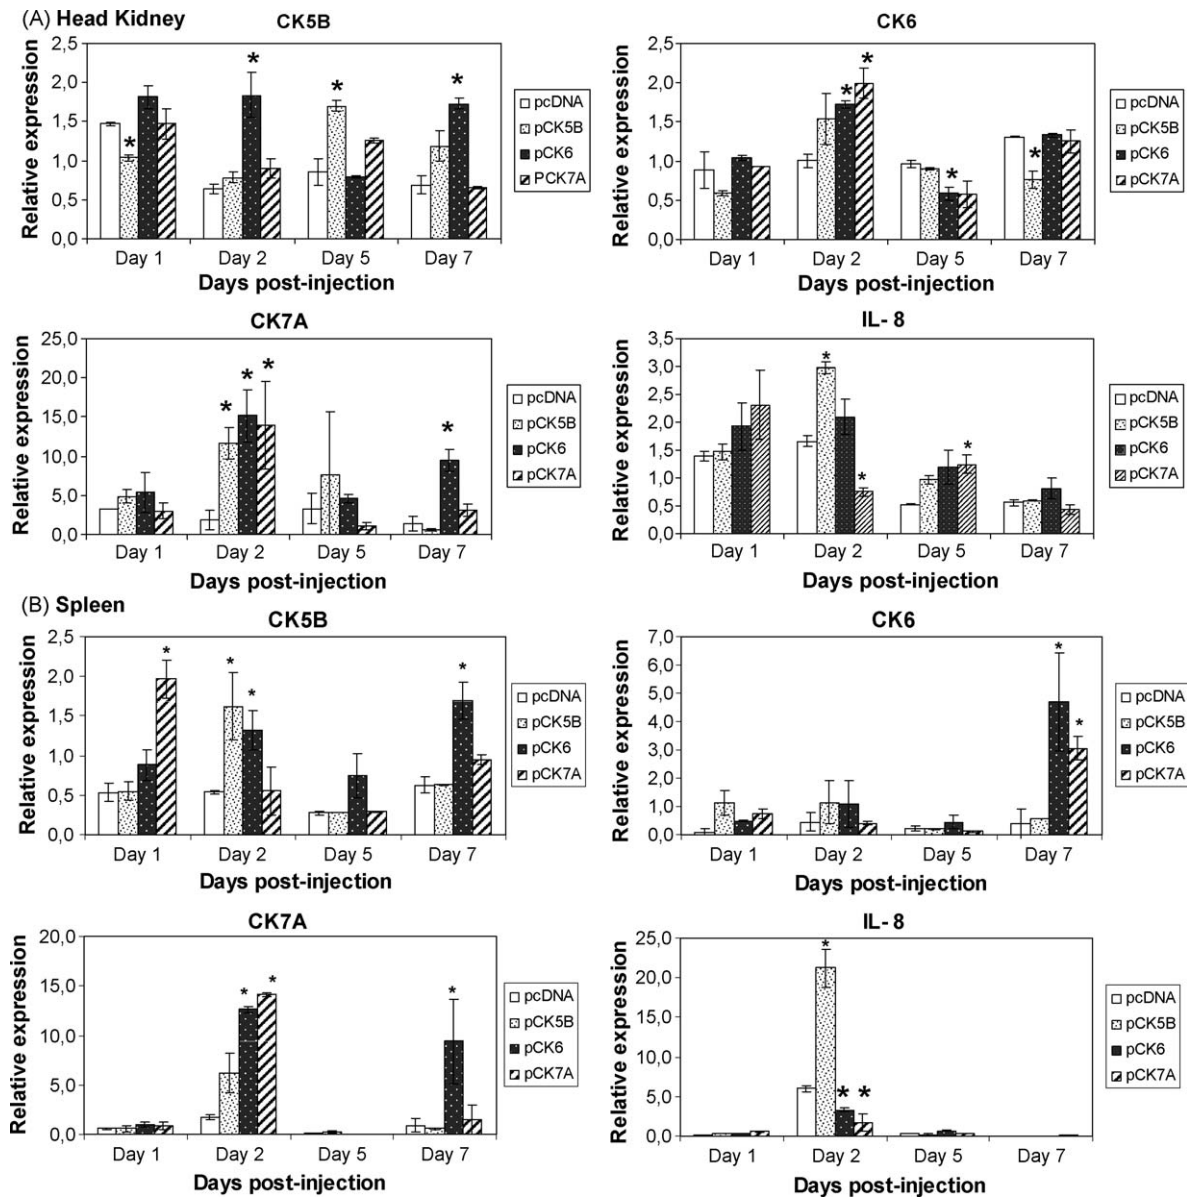 (A) Head Kidney
CK5B
Relative expression
2,5
2,0
1,5
1,0
0,5
0,0
* * * *
Day 1 Day 2 Day 5 Day 7
Days post-injection
pcDNA
pCK5B
pCK6
PCK7A
CK6
Relative expression
2,5
2,0
1,5
1,0
0,5
0,0
* * * *
Day 1 Day 2 Day 5 Day 7
Days post-injection
pcDNA
pCK5B
pCK6
pCK7A
CK7A
Relative expression
25,0
20,0
15,0
10,0
5,0
0,0
* * * *
Day 1 Day 2 Day 5 Day 7
Days post-injection
pcDNA
pCK5B
pCK6
pCK7A
IL- 8
Relative expression
3,5
3,0
2,5
2,0
1,5
1,0
0,5
0,0
* * *
Day 1 Day 2 Day 5 Day 7
Days post-injection
pcDNA
pCK5B
pCK6
pCK7A
(B) Spleen
CK5B
Relative expression
2,5
2,0
1,5
1,0
0,5
0,0
* * * *
Day 1 Day 2 Day 5 Day 7
Days post-injection
pcDNA
pCK5B
pCK6
pCK7A
CK6
Relative expression
7,0
6,0
5,0
4,0
3,0
2,0
1,0
0,0
* *
Day 1 Day 2 Day 5 Day 7
Days post-injection
pcDNA
pCK5B
pCK6
pCK7A
CK7A
Relative expression
20,0
15,0
10,0
5,0
0,0
* * *
Day 1 Day 2 Day 5 Day 7
Days post-injection
pcDNA
pCK5B
pCK6
pCK7A
IL- 8
Relative expression
25,0
20,0
15,0
10,0
5,0
0,0
* * *
Day 1 Day 2 Day 5 Day 7
Days post-injection
pcDNA
pCK5B
pCK6
pCK7A